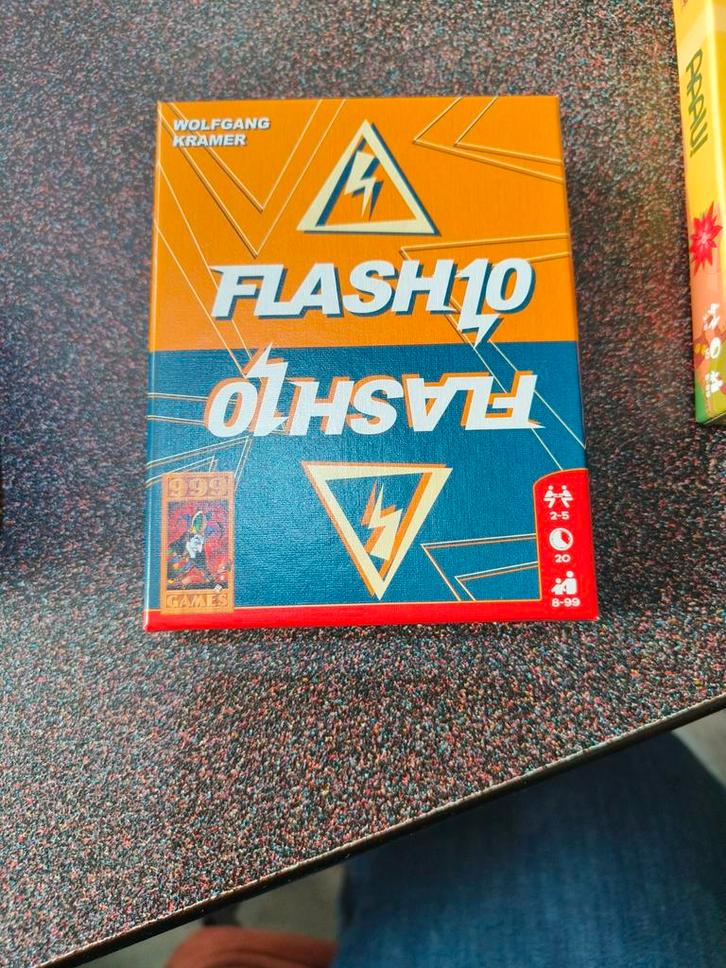 WOLFGANG
KRAMER
FLASH10
FLASH10
999
GAMES
2-5
20
8-99